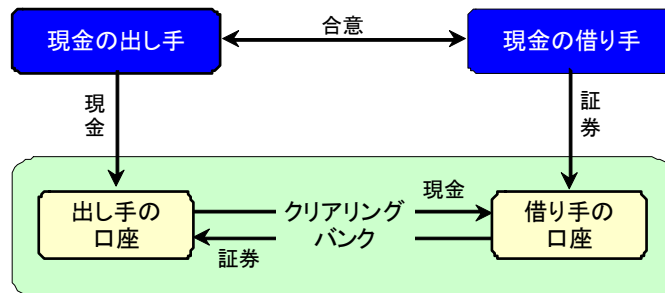 現金の出し手
合意
現金の借り手
現
金
証
券
出し手の
口座
クリアリング
バンク
現金
証券
借り手の
口座